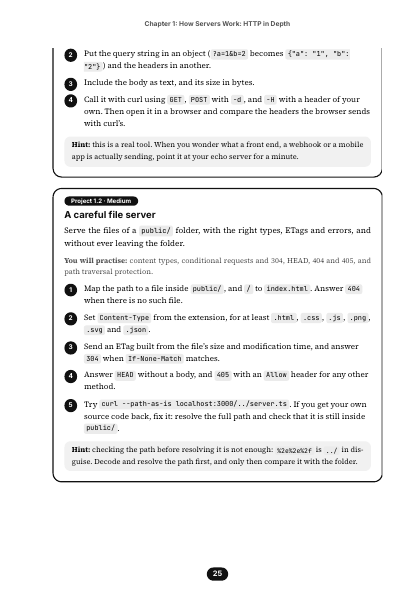 Chapter 1: How Servers Work: HTTP in Depth
2 Put the query string in an object ( ?a=1&b=2 becomes {"a": "1", "b":
"2"} ) and the headers in another.
3 Include the body as text, and its size in bytes.
4 Call it with curl using GET , POST with -d , and -H with a header of your
own. Then open it in a browser and compare the headers the browser sends
with curl's.
Hint: this is a real tool. When you wonder what a front end, a webhook or a mobile
app is actually sending, point it at your echo server for a minute.
Project 1.2 · Medium
A careful file server
Serve the files of a public/ folder, with the right types, ETags and errors, and
without ever leaving the folder.
You will practise: content types, conditional requests and 304, HEAD, 404 and 405, and
path traversal protection.
1 Map the path to a file inside public/ , and / to index.html . Answer 404
when there is no such file.
2 Set Content-Type from the extension, for at least .html , .css , .js , .png ,
.svg and .json .
3 Send an ETag built from the file's size and modification time, and answer
304 when If-None-Match matches.
4 Answer HEAD without a body, and 405 with an Allow header for any other
method.
5 Try curl --path-as-is localhost:3000/../server.ts . If you get your own
source code back, fix it: resolve the full path and check that it is still inside
public/ .
Hint: checking the path before resolving it is not enough: %2e%2e%2f is ../ in dis-
guise. Decode and resolve the path first, and only then compare it with the folder.
25